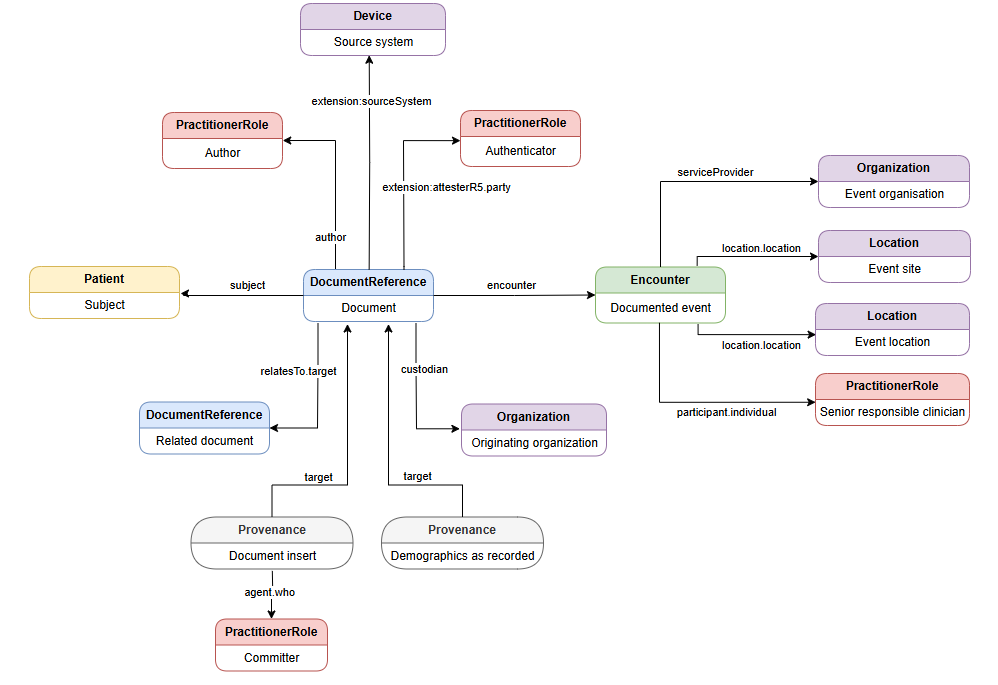 Device
Source system
extension:sourceSystem
PractitionerRole
Author
PractitionerRole
Authenticator
extension:attesterR5.party
author
serviceProvider
Organization
Event organisation
location.location
Location
Event site
Patient
Subject
subject
DocumentReference
Document
encounter
Encounter
Documented event
Location
Event location
location.location
PractitionerRole
Senior responsible clinician
participant.individual
relatesTo.target
custodian
DocumentReference
Related document
Organization
Originating organization
target
target
Provenance
Document insert
Provenance
Demographics as recorded
agent.who
PractitionerRole
Committer